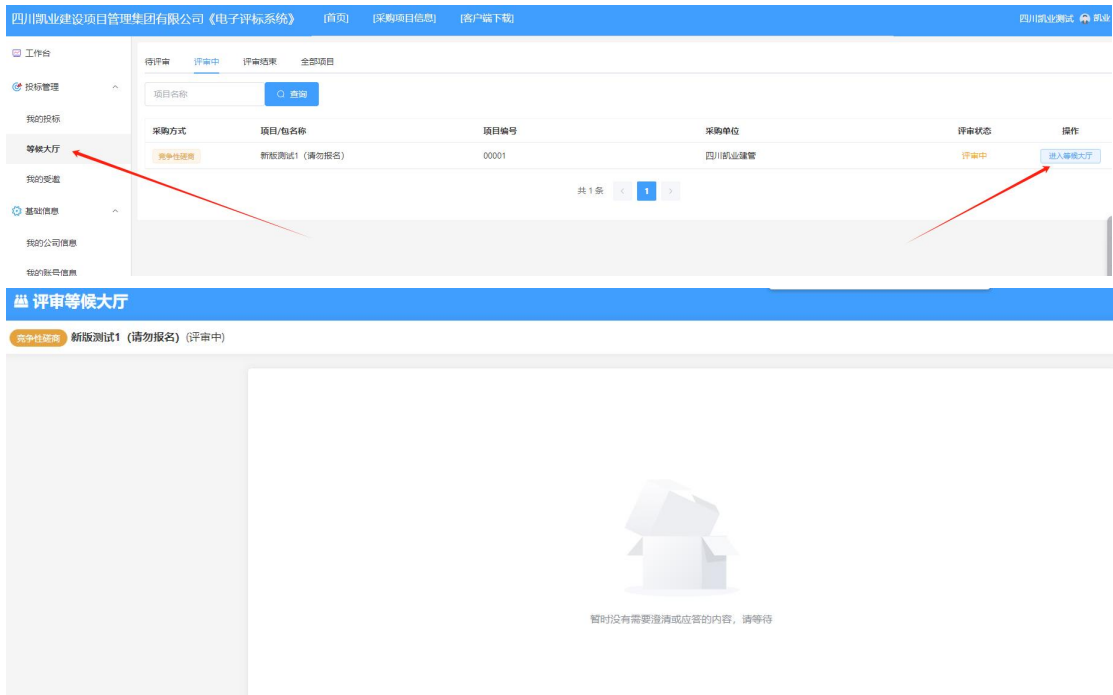 四川凯业建设项目管理集团有限公司《电子评标系统》 [首页] [采购项目信息] [客户端下载] 四川凯业测试 凯业
工作台
投标管理
我的投标
等候大厅
我的受邀
基础信息
我的公司信息
我的账号信息
待评审 评审中 评审结束 全部项目
项目名称 查询
采购方式 项目/包名称 项目编号 采购单位 评审状态 操作
竞争性磋商 新版测试1（请勿报名） 00001 四川凯业建管 评审中 进入等候大厅
共 1 条 < 1 >
评审等候大厅
竞争性磋商 新版测试1（请勿报名）(评审中)
暂时没有需要澄清或应答的内容，请等待